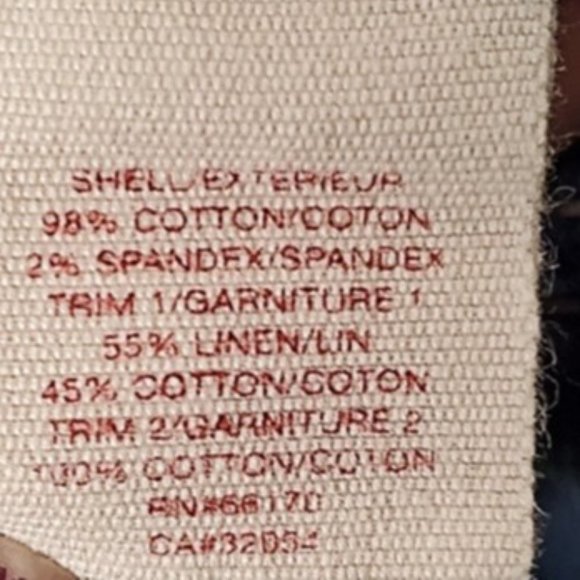 SHELL/EXTERIEUR
98% COTTON/COTON
2% SPANDEX/SPANDEX
TRIM 1/GARNITURE 1
55% LINEN/LIN
45% COTTON/COTON
TRIM 2/GARNITURE 2
100% COTTON/COTON
RN#66170
CA#32054